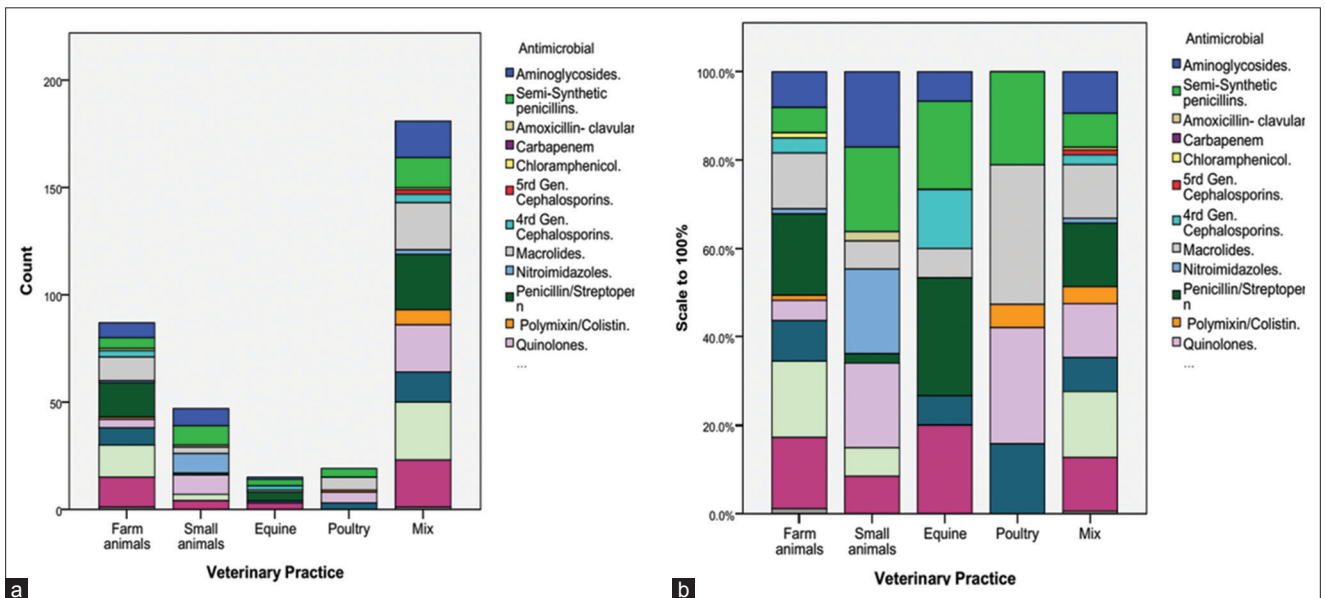 200
150
100
50
0
Count
Farm
animals
Small
animals
Equine
Poultry
Mix
Veterinary Practice
Antimicrobial
Aminoglycosides.
Semi-Synthetic
penicillins.
Amoxicillin- clavular
Carbapenem
Chloramphenicol.
5rd Gen.
Cephalosporins.
4rd Gen.
Cephalosporins.
Macrolides.
Nitroimidazoles.
Penicillin/Streptoper
n
Polymixin/Colistin.
Quinolones.
...
a
100.0%
80.0%
60.0%
40.0%
20.0%
0.0%
Scale to 100%
Farm
animals
Small
animals
Equine
Poultry
Mix
Veterinary Practice
Antimicrobial
Aminoglycosides.
Semi-Synthetic
penicillins.
Amoxicillin- clavular
Carbapenem
Chloramphenicol.
5rd Gen.
Cephalosporins.
4rd Gen.
Cephalosporins.
Macrolides.
Nitroimidazoles.
Penicillin/Streptoper
n
Polymixin/Colistin.
Quinolones.
...
b